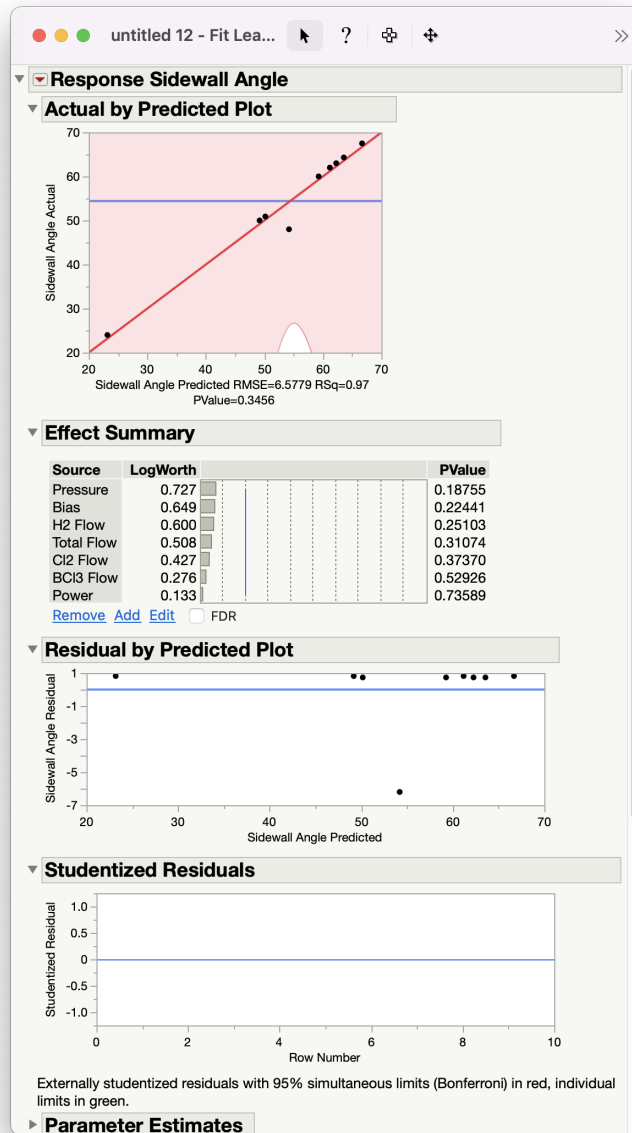 untitled 12 - Fit Lea...
?
Response Sidewall Angle
Actual by Predicted Plot
70
60
50
40
30
20
Sidewall Angle Actual
20 30 40 50 60 70
Sidewall Angle Predicted RMSE=6.5779 RSq=0.97
PValue=0.3456
Effect Summary
Source LogWorth PValue
Pressure 0.727 0.18755
Bias 0.649 0.22441
H2 Flow 0.600 0.25103
Total Flow 0.508 0.31074
Cl2 Flow 0.427 0.37370
BCl3 Flow 0.276 0.52926
Power 0.133 0.73589
Remove Add Edit FDR
Residual by Predicted Plot
1
-1
-3
-5
-7
Sidewall Angle Residual
20 30 40 50 60 70
Sidewall Angle Predicted
Studentized Residuals
1.0
0.5
0
-0.5
-1.0
Studentized Residual
0 2 4 6 8 10
Row Number
Externally studentized residuals with 95% simultaneous limits (Bonferroni) in red, individual
limits in green.
Parameter Estimates